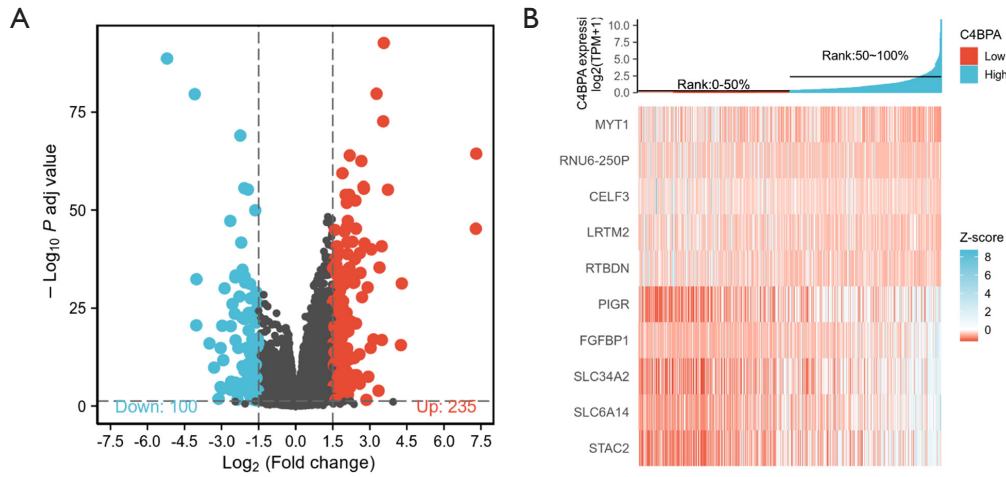 A
– Log10 P adj value
75
50
25
0
Down: 100
Up: 235
-7.5 -6.0 -4.5 -3.0 -1.5 0.0 1.5 3.0 4.5 6.0 7.5
Log2 (Fold change)
B
C4BPA expressi
log2(TPM+1)
10.0
7.5
5.0
2.5
0.0
Rank:0-50%
Rank:50~100%
C4BPA
Low
High
MYT1
RNU6-250P
CELF3
LRTM2
RTBDN
PIGR
FGFBP1
SLC34A2
SLC6A14
STAC2
Z-score
8
6
4
2
0